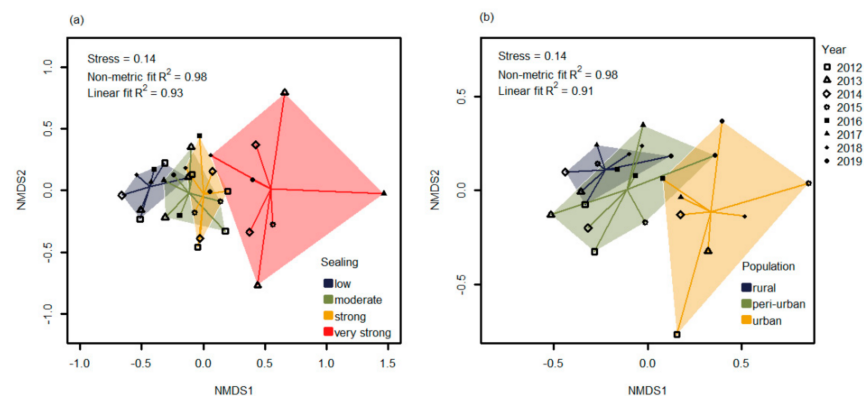 (a)
Stress = 0.14
Non-metric fit R² = 0.98
Linear fit R² = 0.93
1.0
0.5
0.0
-0.5
-1.0
NMDS2
Sealing
low
moderate
strong
very strong
-1.0 -0.5 0.0 0.5 1.0 1.5
NMDS1
(b)
Stress = 0.14
Non-metric fit R² = 0.98
Linear fit R² = 0.91
0.5
0.0
-0.5
NMDS2
Population
rural
peri-urban
urban
-0.5 0.0 0.5
NMDS1
Year
2012
2013
2014
2015
2016
2017
2018
2019